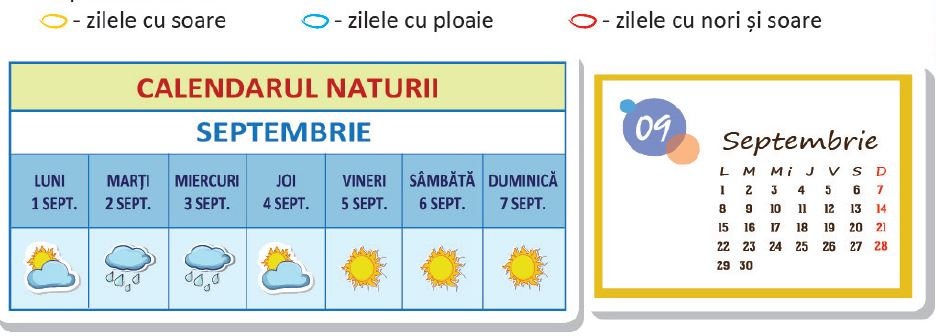 - zilele cu soare - zilele cu ploaie - zilele cu nori și soare
CALENDARUL NATURII
SEPTEMBRIE
LUNI MARȚI MIERCURI JOI VINERI SÂMBĂTĂ DUMINICĂ
1 SEPT. 2 SEPT. 3 SEPT. 4 SEPT. 5 SEPT. 6 SEPT. 7 SEPT.
09
Septembrie
L M Mi J V S D
1 2 3 4 5 6 7
8 9 10 11 12 13 14
15 16 17 18 19 20 21
22 23 24 25 26 27 28
29 30